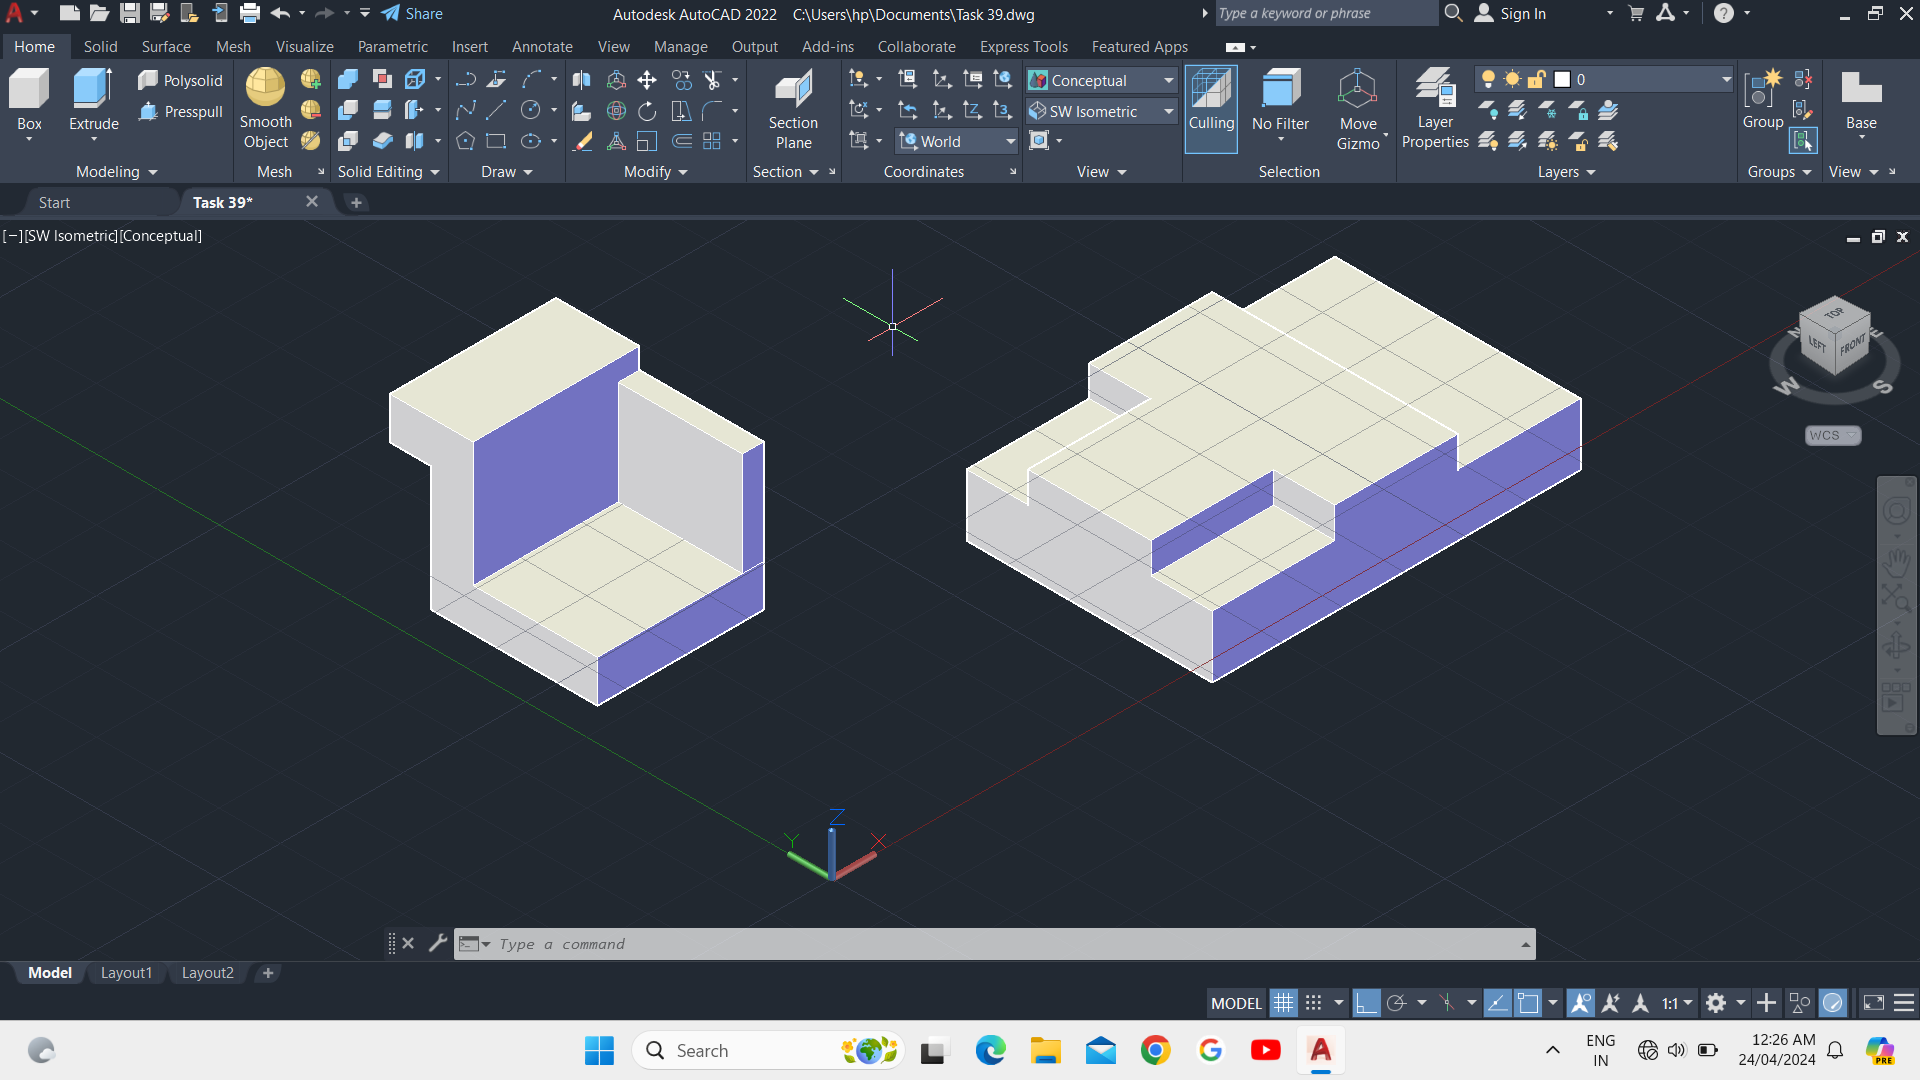 Share
Autodesk AutoCAD 2022 C:\Users\hp\Documents\Task 39.dwg
Type a keyword or phrase
Sign In
Home Solid Surface Mesh Visualize Parametric Insert Annotate View Manage Output Add-ins Collaborate Express Tools Featured Apps
Box
Extrude
Polysolid
Presspull
Smooth Object
Section Plane
World
Conceptual
SW Isometric
Culling
No Filter
Move Gizmo
Layer Properties
0
Group
Base
Modeling Mesh Solid Editing Draw Modify Section Coordinates View Selection Layers Groups View
Start Task 39*
[−][SW Isometric][Conceptual]
N
TOP
E
LEFT
FRONT
W
S
WCS
Z
Y
X
Type a command
Model Layout1 Layout2
MODEL
1:1
Search
ENG
IN
12:26 AM
24/04/2024
PRE